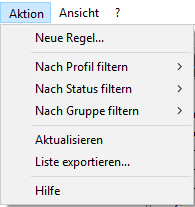 Aktion Ansicht ?
Neue Regel...
Nach Profil filtern
Nach Status filtern
Nach Gruppe filtern
Aktualisieren
Liste exportieren...
Hilfe